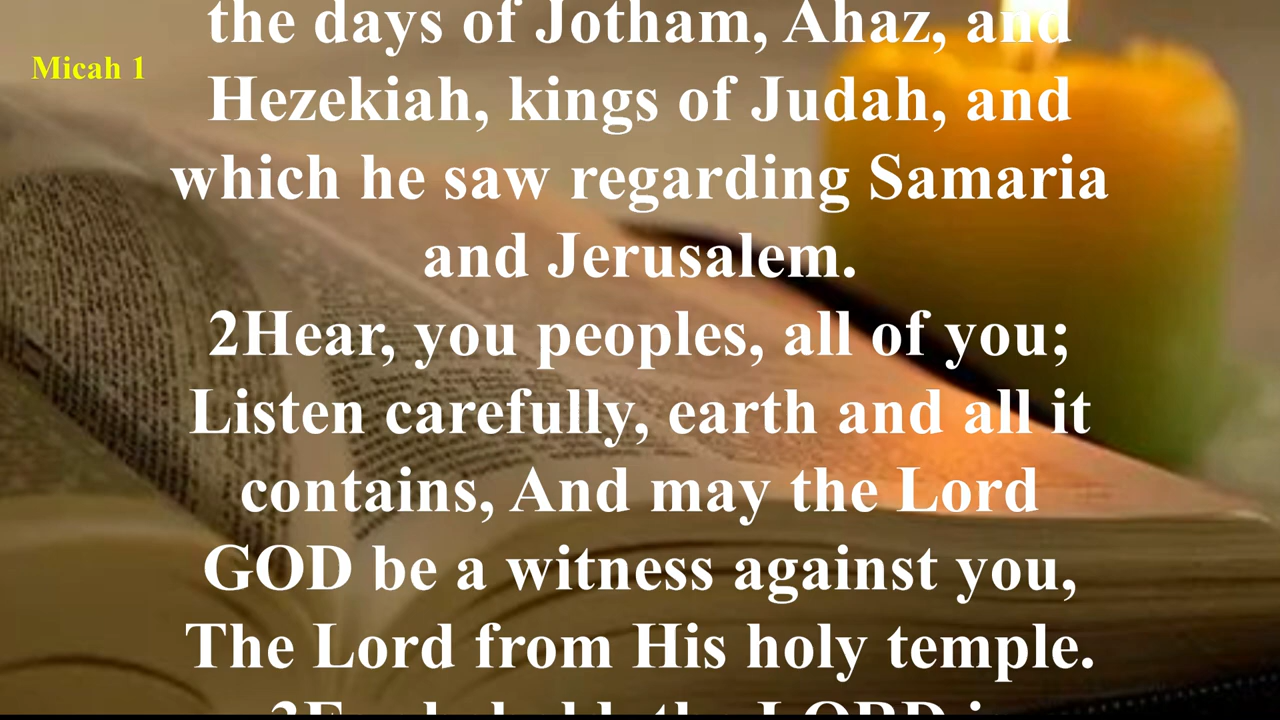 the days of Jotham, Ahaz, and
Micah 1
Hezekiah, kings of Judah, and
which he saw regarding Samaria
and Jerusalem.
2Hear, you peoples, all of you;
Listen carefully, earth and all it
contains, And may the Lord
GOD be a witness against you,
The Lord from His holy temple.